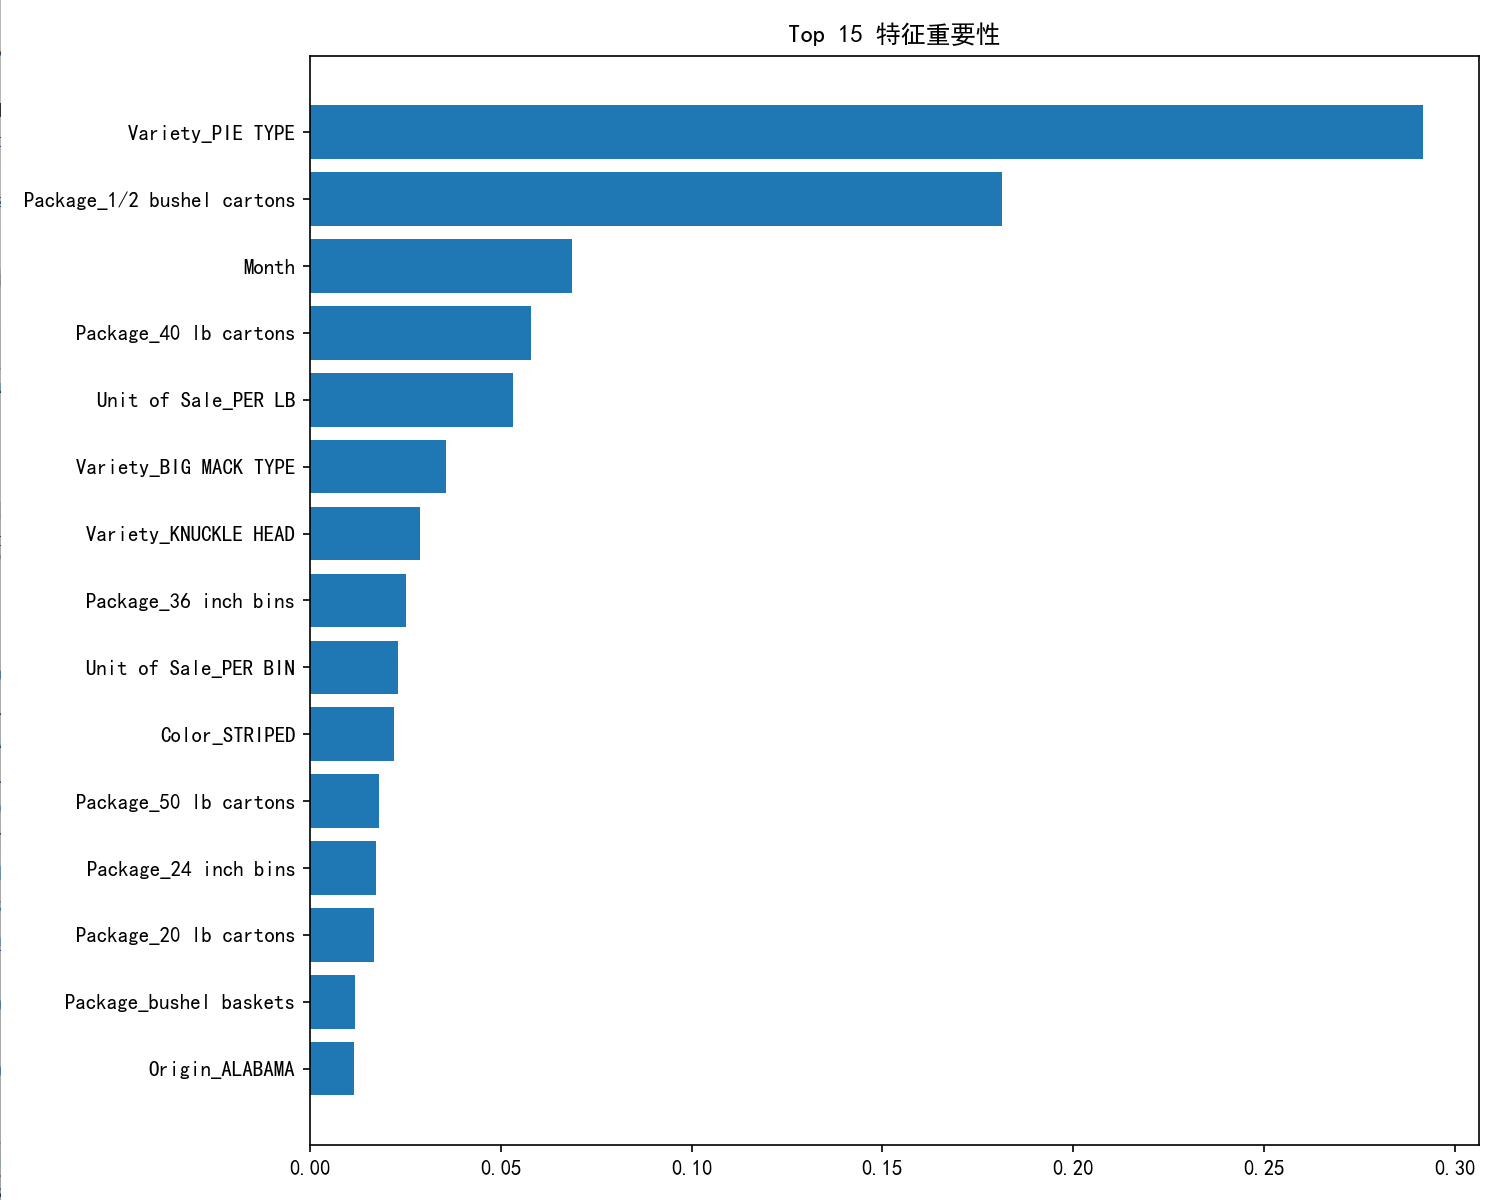 Top 15 特征重要性
Variety_PIE TYPE
Package_1/2 bushel cartons
Month
Package_40 lb cartons
Unit of Sale_PER LB
Variety_BIG MACK TYPE
Variety_KNUCKLE HEAD
Package_36 inch bins
Unit of Sale_PER BIN
Color_STRIPED
Package_50 lb cartons
Package_24 inch bins
Package_20 lb cartons
Package_bushel baskets
Origin_ALABAMA
0.00 0.05 0.10 0.15 0.20 0.25 0.30